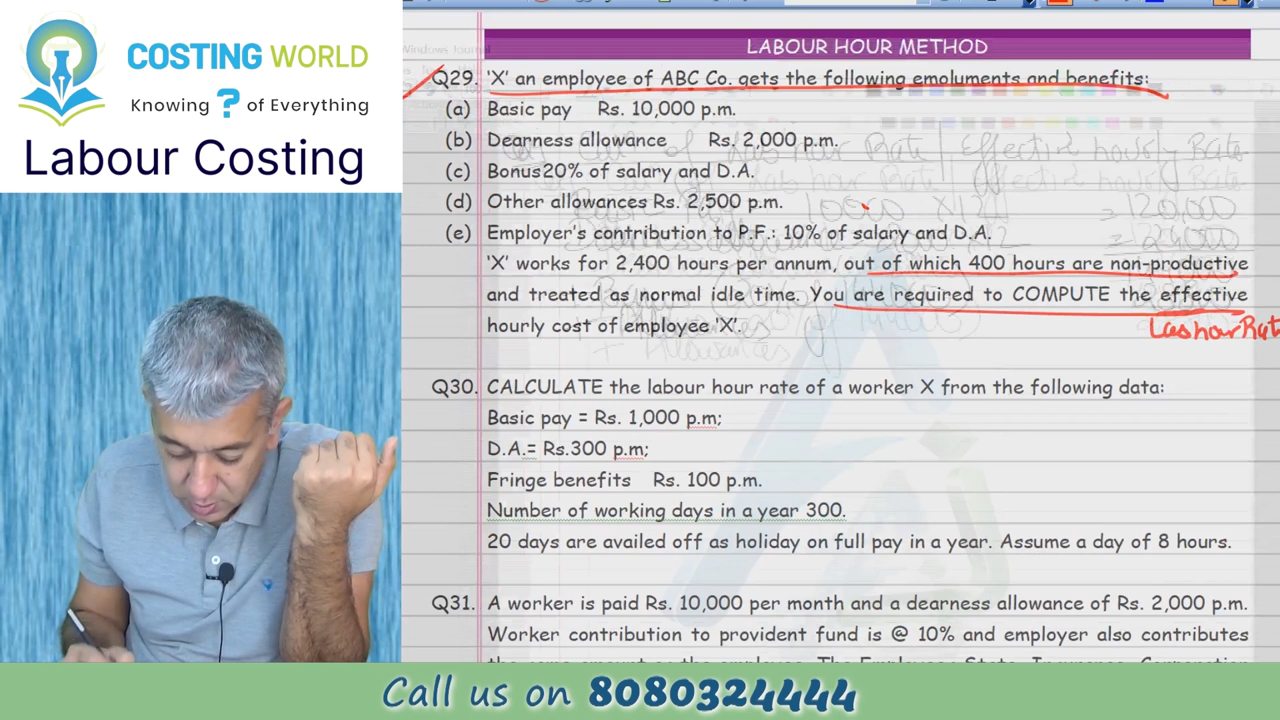 COSTING WORLD
Knowing ? of Everything
Labour Costing
Windows Journal
LABOUR HOUR METHOD
Q29. 'X' an employee of ABC Co. gets the following emoluments and benefits:
(a) Basic pay Rs. 10,000 p.m.
(b) Dearness allowance Rs. 2,000 p.m.
(c) Bonus20% of salary and D.A.
(d) Other allowances Rs. 2,500 p.m.
(e) Employer's contribution to P.F.: 10% of salary and D.A.
'X' works for 2,400 hours per annum, out of which 400 hours are non-productive
and treated as normal idle time. You are required to COMPUTE the effective
hourly cost of employee 'X'.
Q30. CALCULATE the labour hour rate of a worker X from the following data:
Basic pay = Rs. 1,000 p.m;
D.A.= Rs.300 p.m;
Fringe benefits Rs. 100 p.m.
Number of working days in a year 300.
20 days are availed off as holiday on full pay in a year. Assume a day of 8 hours.
Q31. A worker is paid Rs. 10,000 per month and a dearness allowance of Rs. 2,000 p.m.
Worker contribution to provident fund is @ 10% and employer also contributes
Call us on 8080324444